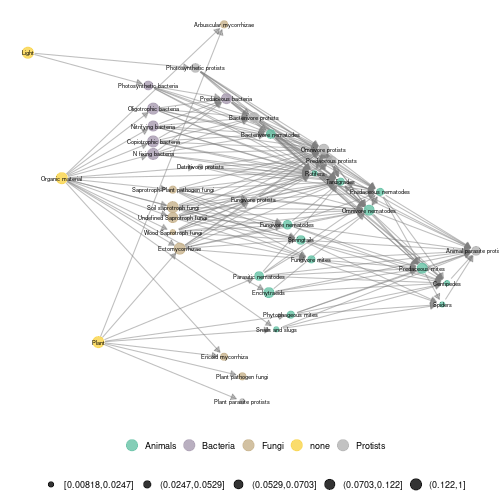 Arbuscular mycorrhizae
Light
Photosynthetic protists
Photosynthetic bacteria
Predaceous bacteria
Oligotrophic bacteria
Bacterivore protists
Nitrifying bacteria
Bacterivore nematodes
Copiotrophic bacteria
Omnivore protists
N fixing bacteria
Predaceous protists
Detritivore protists
Rotifers
Organic material
Tardigrades
Plant pathogen fungi
Predaceous nematodes
Fungivore protists
Soil saprotroph fungi
Omnivore nematodes
Undefined Saprotroph fungi
Fungivore nematodes
Wood Saprotroph fungi
Springtails
Ectomycorrhizae
Animal parasite protis
Fungivore mites
Predaceous mites
Parasitic nematodes
Centipedes
Enchytraeids
Spiders
Phytophagous mites
Snails and slugs
Plant
Ericoid mycorrhiza
Plant pathogen fungi
Plant parasite protists
Animals Bacteria Fungi none Protists
[0.00818,0.0247] (0.0247,0.0529] (0.0529,0.0703] (0.0703,0.122] (0.122,1]